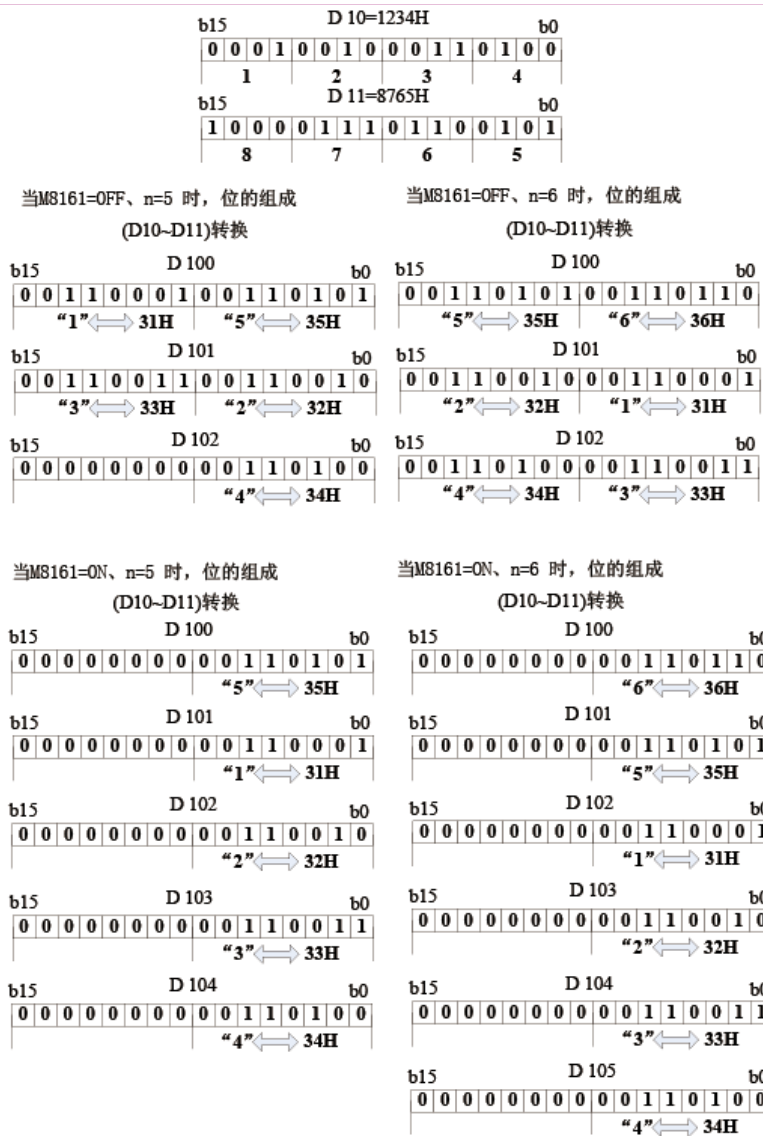 D 10=1234H
b15 b0
0 0 0 1 0 0 1 0 0 0 1 1 0 1 0 0
1 2 3 4
D 11=8765H
b15 b0
1 0 0 0 0 1 1 1 0 1 1 0 0 1 0 1
8 7 6 5
当M8161=OFF、n=5 时，位的组成
(D10~D11)转换
D 100
b15 b0
0 0 1 1 0 0 0 1 0 0 1 1 0 1 0 1
“1” 31H “5” 35H
D 101
b15 b0
0 0 1 1 0 0 1 1 0 0 1 1 0 0 1 0
“3” 33H “2” 32H
D 102
b15 b0
0 0 0 0 0 0 0 0 0 0 1 1 0 1 0 0
“4” 34H
当M8161=OFF、n=6 时，位的组成
(D10~D11)转换
D 100
b15 b0
0 0 1 1 0 1 0 1 0 0 1 1 0 1 1 0
“5” 35H “6” 36H
D 101
b15 b0
0 0 1 1 0 0 1 0 0 0 1 1 0 0 0 1
“2” 32H “1” 31H
D 102
b15 b0
0 0 1 1 0 1 0 0 0 0 1 1 0 0 1 1
“4” 34H “3” 33H
当M8161=ON、n=5 时，位的组成
(D10~D11)转换
D 100
b15 b0
0 0 0 0 0 0 0 0 0 0 1 1 0 1 0 1
“5” 35H
D 101
b15 b0
0 0 0 0 0 0 0 0 0 0 1 1 0 0 0 1
“1” 31H
D 102
b15 b0
0 0 0 0 0 0 0 0 0 0 1 1 0 0 1 0
“2” 32H
D 103
b15 b0
0 0 0 0 0 0 0 0 0 0 1 1 0 0 1 1
“3” 33H
D 104
b15 b0
0 0 0 0 0 0 0 0 0 0 1 1 0 1 0 0
“4” 34H
当M8161=ON、n=6 时，位的组成
(D10~D11)转换
D 100
b15 b0
0 0 0 0 0 0 0 0 0 0 1 1 0 1 1 0
“6” 36H
D 101
b15 b0
0 0 0 0 0 0 0 0 0 0 1 1 0 1 0 1
“5” 35H
D 102
b15 b0
0 0 0 0 0 0 0 0 0 0 1 1 0 0 0 1
“1” 31H
D 103
b15 b0
0 0 0 0 0 0 0 0 0 0 1 1 0 0 1 0
“2” 32H
D 104
b15 b0
0 0 0 0 0 0 0 0 0 0 1 1 0 0 1 1
“3” 33H
D 105
b15 b0
0 0 0 0 0 0 0 0 0 0 1 1 0 1 0 0
“4” 34H